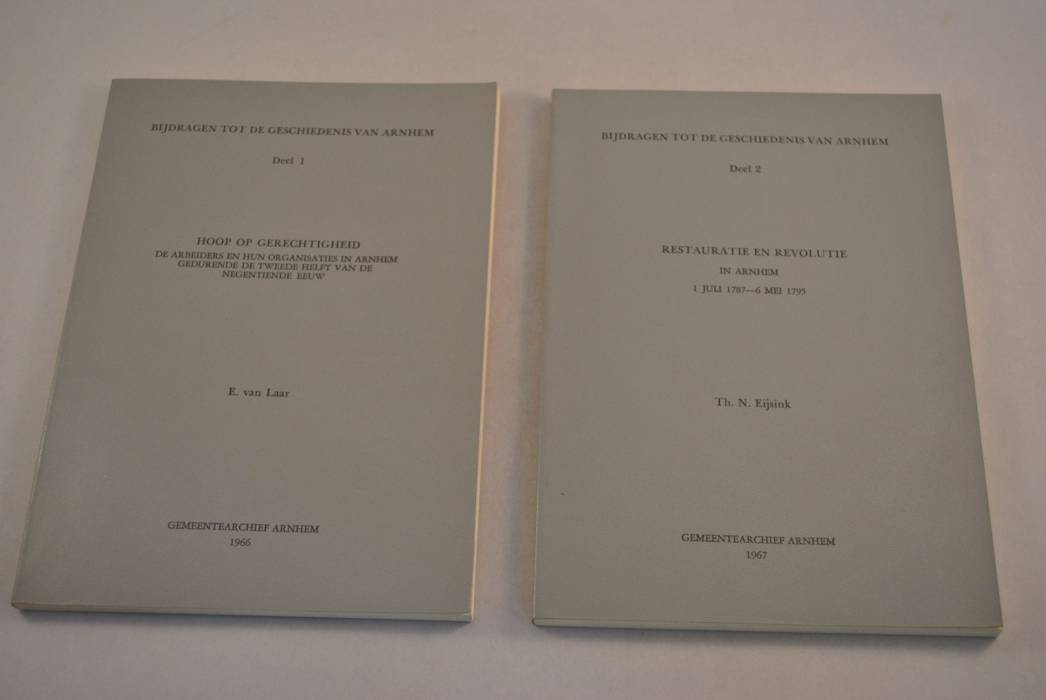 BIJDRAGEN TOT DE GESCHIEDENIS VAN ARNHEM
Deel 1
HOOP OP GERECHTIGHEID
DE ARBEIDERS EN HUN ORGANISATIES IN ARNHEM
GEDURENDE DE TWEEDE HELFT VAN DE
NEGENTIENDE EEUW
E. van Laar
GEMEENTEARCHIEF ARNHEM
1966
BIJDRAGEN TOT DE GESCHIEDENIS VAN ARNHEM
Deel 2
RESTAURATIE EN REVOLUTIE
IN ARNHEM
1 JULI 1787—6 MEI 1795
Th. N. Eijsink
GEMEENTEARCHIEF ARNHEM
1967